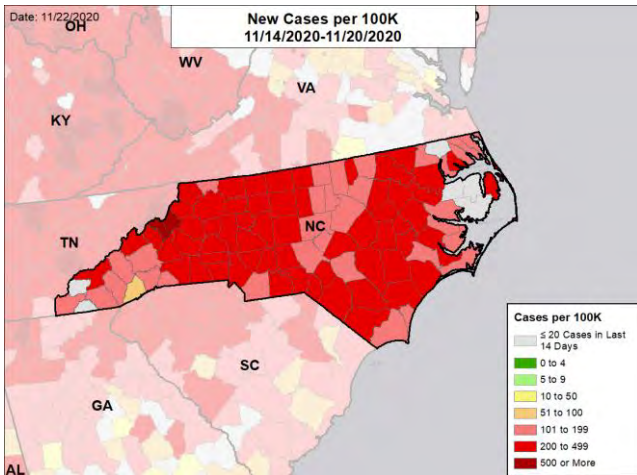 Date: 11/22/2020
New Cases per 100K
11/14/2020-11/20/2020
OH
WV
VA
KY
NC
TN
SC
GA
AL
Cases per 100K
≤ 20 Cases in Last
14 Days
0 to 4
5 to 9
10 to 50
51 to 100
101 to 199
200 to 499
500 or More